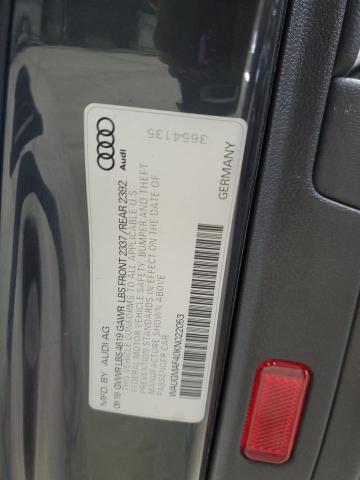 Audi
3654135
MFD. BY AUDI AG
09.19 GVWR LBS 4619 GAWR LBS FRONT 2337 /REAR 2392
THIS VEHICLE CONFORMS TO ALL APPLICABLE U.S
FEDERAL MOTOR VEHICLE SAFETY, BUMPER AND THEFT
PREVENTION STANDARDS IN EFFECT ON THE DATE OF
MANUFACTURE SHOWN ABOVE.
PASSENGER CAR
WAUGMAF40KN022053
GERMANY